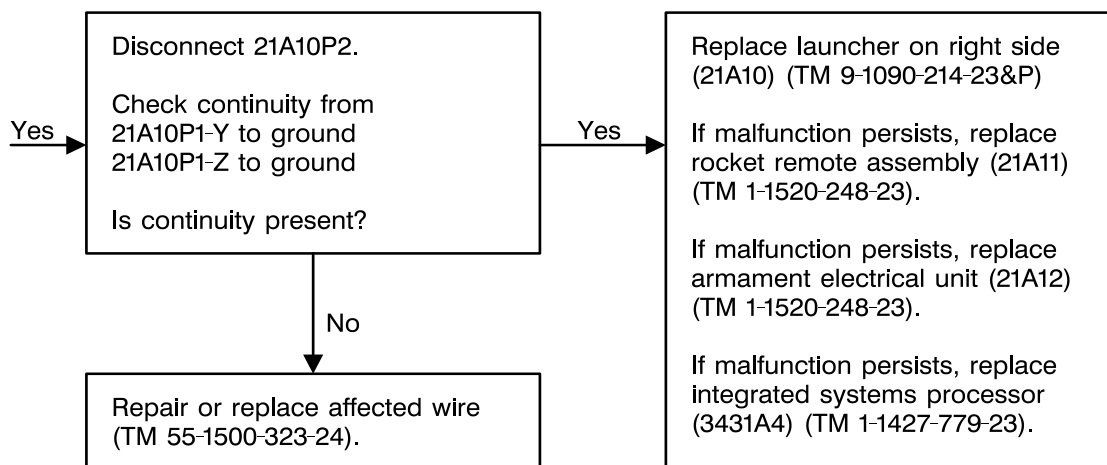 Yes
Disconnect 21A10P2.
Check continuity from
21A10P1-Y to ground
21A10P1-Z to ground
Is continuity present?
Yes
No
Repair or replace affected wire
(TM 55-1500-323-24).
Replace launcher on right side
(21A10) (TM 9-1090-214-23&P)
If malfunction persists, replace
rocket remote assembly (21A11)
(TM 1-1520-248-23).
If malfunction persists, replace
armament electrical unit (21A12)
(TM 1-1520-248-23).
If malfunction persists, replace
integrated systems processor
(3431A4) (TM 1-1427-779-23).